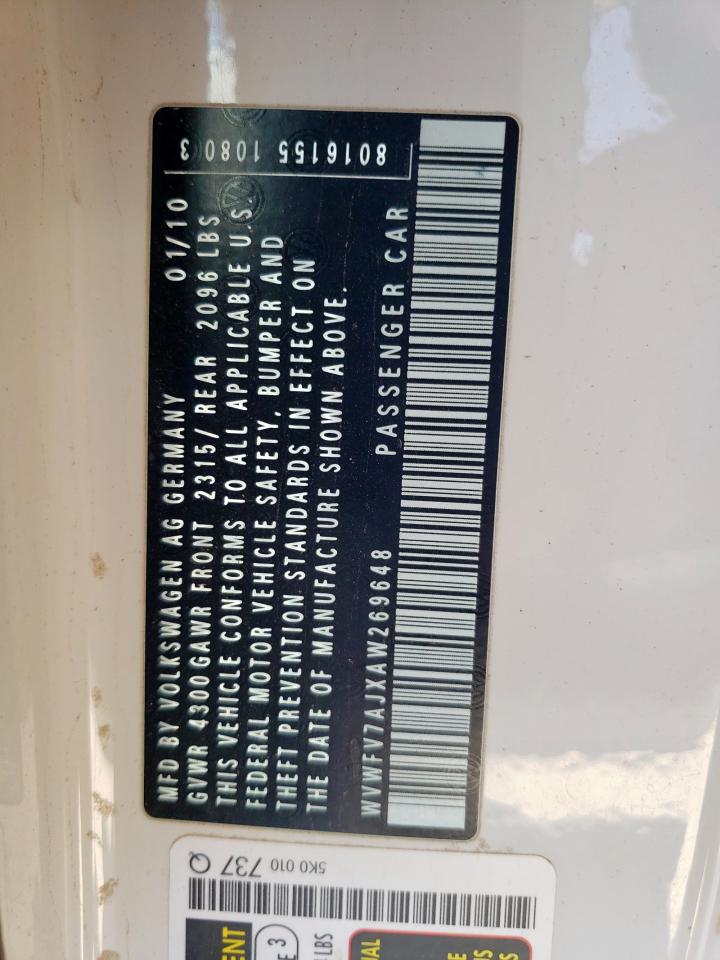 MFD BY VOLKSWAGEN AG GERMANY 01/10
GVWR 4300 GAWR FRONT 2315/ REAR 2096 LBS
THIS VEHICLE CONFORMS TO ALL APPLICABLE U.S.
FEDERAL MOTOR VEHICLE SAFETY, BUMPER AND
THEFT PREVENTION STANDARDS IN EFFECT ON
THE DATE OF MANUFACTURE SHOWN ABOVE.
WVWFV7AJXAW269648 PASSENGER CAR
8016155 10803
5K0 010 737 Q
LBS